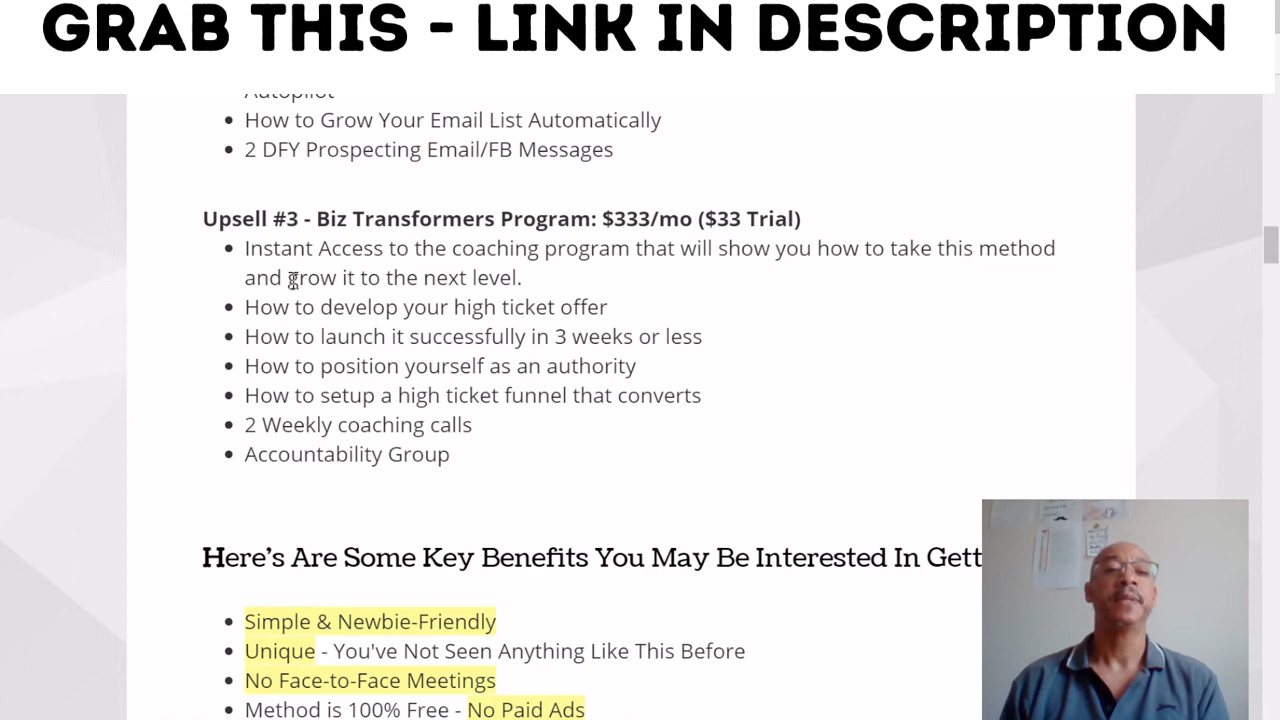 GRAB THIS - LINK IN DESCRIPTION
Autopilot
How to Grow Your Email List Automatically
2 DFY Prospecting Email/FB Messages
Upsell #3 - Biz Transformers Program: $333/mo ($33 Trial)
Instant Access to the coaching program that will show you how to take this method
and grow it to the next level.
How to develop your high ticket offer
How to launch it successfully in 3 weeks or less
How to position yourself as an authority
How to setup a high ticket funnel that converts
2 Weekly coaching calls
Accountability Group
Here’s Are Some Key Benefits You May Be Interested In Gett
Simple & Newbie-Friendly
Unique - You've Not Seen Anything Like This Before
No Face-to-Face Meetings
Method is 100% Free - No Paid Ads